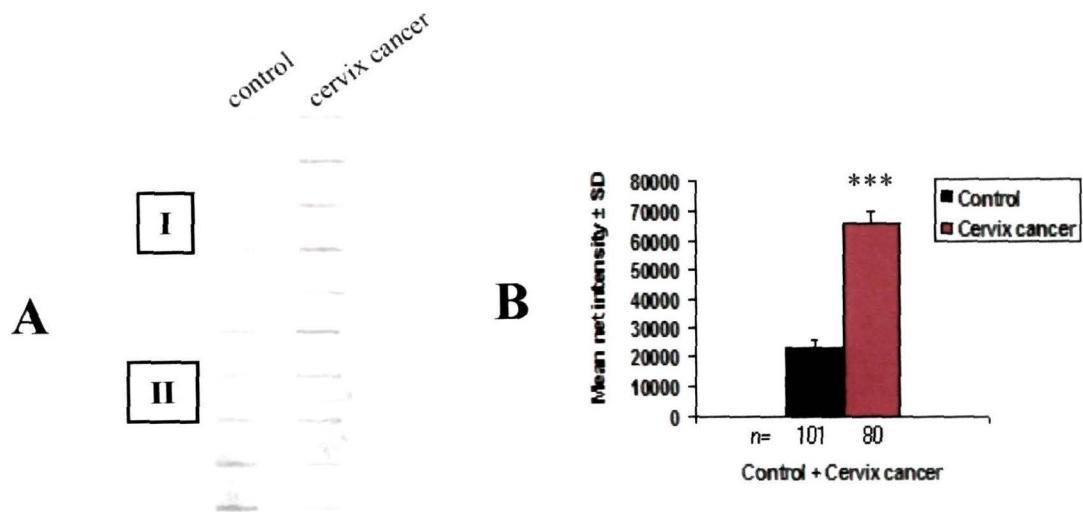 control
cervix cancer
I
A
II
B
Mean net intensity ± SD
80000
70000
60000
50000
40000
30000
20000
10000
0
***
n= 101 80
Control + Cervix cancer
Control
Cervix cancer